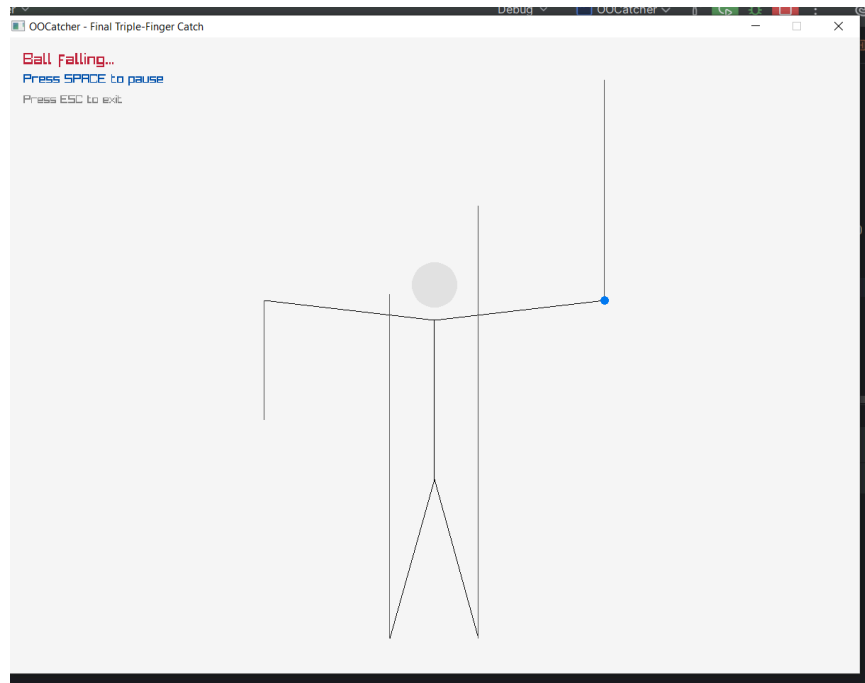 Debug OOCatcher
OOCatcher - Final Triple-Finger Catch
Ball Falling...
Press SPACE to pause
Press ESC to exit